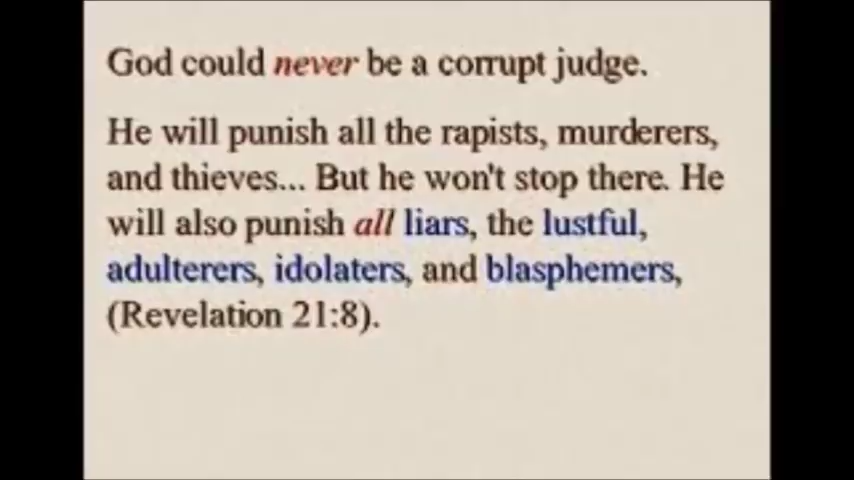 God could never be a corrupt judge.
He will punish all the rapists, murderers,
and thieves... But he won't stop there. He
will also punish all liars, the lustful,
adulterers, idolaters, and blasphemers,
(Revelation 21:8).